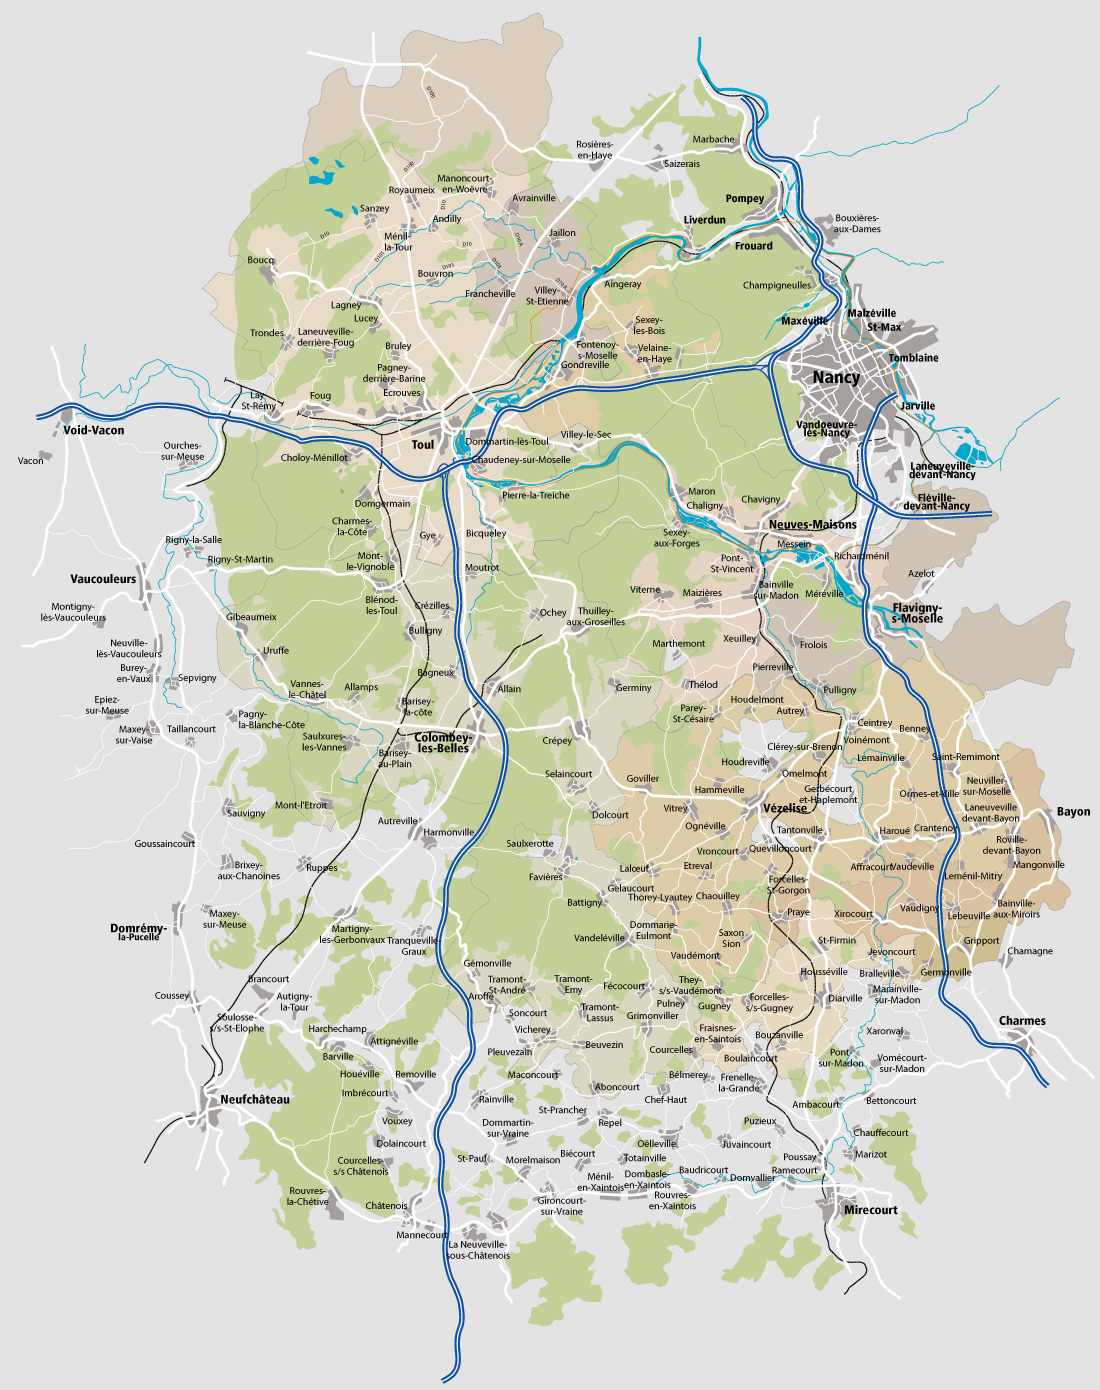 D100
Marbache
Rosières-
en-Haye
Saizerais
D100
Manoncourt-
en-Woëvre
Royaumeix
Avrainville
Pompey
Sanzey
D10
Andilly
Liverdun
Bouxières-
aux-Dames
Ménil-
la-Tour
D10
D10
D10A
Jaillon
Frouard
Boucq
D101
D103
D101
Bouvron
Francheville
Villey-
St-Etienne
D10A
Aingeray
Champigneulles
Lagney
Lucey
Maxéville
Malzéville
St-Max
Trondes
Laneuveville-
derrière-Foug
Sexey-
les-Bois
Bruley
Fontenoy-
s-Moselle
Velaine-
en-Haye
Tomblaine
Pagney-
derrière-Barine
Gondreville
Nancy
Lay
St-Rémy
Foug
Ecrouves
Jarville
Void-Vacon
Toul
Dommartin-lès-Toul
Villey-le-Sec
Vandoeuvre-
lès-Nancy
Vacon
Ourches-
sur-Meuse
Choloy-Ménillot
Chaudeney-sur-Moselle
Laneuveville-
devant-Nancy
Pierre-la-Treiche
Maron
Chaligny
Chavigny
Fléville-
devant-Nancy
Domgermain
Charmes-
la-Côte
Gye
Bicqueley
Sexey-
aux-Forges
Neuves-Maisons
Rigny-la-Salle
Messein
Richardménil
Rigny-St-Martin
Mont-
le-Vignoble
Moutrot
Pont-
St-Vincent
Azelot
Vaucouleurs
Bainville
sur-Madon
Méréville
Viterne
Maizières
Montigny-
lès-Vaucouleurs
Gibeaumeix
Blénod-
les-Toul
Crézilles
Ochey
Thuilley-
aux-Groseilles
Flavigny-
s-Moselle
Bulligny
Neuville-
lès-Vaucouleurs
Uruffe
Marthemont
Xeuilley
Frolois
Burey-
en-Vaux
Sepvigny
Bagneux
Pierreville
Vannes-
le-Châtel
Allamps
Allain
Germiny
Thélod
Pulligny
Epiez-
sur-Meuse
Barisey-
la-côte
Houdelmont
Parey-
St-Césaire
Autrey
Maxey-
sur-Vaise
Taillancourt
Pagny-
la-Blanche-Côte
Ceintrey
Benney
Saulxures-
les-Vannes
Colombey-
les-Belles
Crépey
Voinémont
Clérey-sur-Brenon
Barisey-
au-Plain
Lémainville
Saint-Remimont
Houdreville
Omelmont
Selaincourt
Goviller
Hammeville
Gerbécourt
et-Haplemont
Ormes-et-Ville
Neuviller-
sur-Moselle
Mont-l'Etroit
Sauvigny
Vitrey
Vézelise
Laneuveville
devant-Bayon
Bayon
Dolcourt
Autreville
Harmonville
Ognéville
Tantonville
Haroué
Crantenoy
Goussaincourt
Saulxerotte
Vroncourt
Quevilloncourt
Roville-
devant-Bayon
Brixey-
aux-Chanoines
Ruppes
Favières
Laloeuf
Etreval
Affracourt
Vaudeville
Mangonville
Leménil-Mitry
Forcelles-
St-Gorgon
Gelaucourt
Thorey-Lyautey
Chaouilley
Battigny
Maxey-
sur-Meuse
Praye
Xirocourt
Vaudigny
Bainville-
aux-Miroirs
Lebeuville
Domrémy-
la-Pucelle
Martigny-
les-Gerbonvaux
Tranqueville-
Graux
Vandeléville
Dommarie-
Eulmont
Saxon
Sion
St-Firmin
Gripport
Chamagne
Vaudémont
Jevoncourt
Gémonville
Housséville
Bralleville
Germonville
Brancourt
Tramont-
St-André
Tramont-
Emy
They-
s/s-Vaudémont
Coussey
Autigny-
la-Tour
Aroffe
Fécocourt
Marainville-
sur-Madon
Pulney
Gugney
Forcelles-
s/s-Gugney
Diarville
Soulosse-
s/s-St-Elophe
Soncourt
Tramont-
Lassus
Grimonviller
Charmes
Harchechamp
Attignéville
Vicherey
Fraisnes-
en-Saintois
Bouzanville
Xaronval
Beuvezin
Barville
Pleuvezain
Courcelles
Boulaincourt
Pont-
sur-Madon
Vomécourt-
sur-Madon
Houéville
Removille
Maconcourt
Bélmerey
Frenelle-
la-Grande
Imbrécourt
Aboncourt
Neufchâteau
Rainville
Chef-Haut
Ambacourt
Bettoncourt
St-Prancher
Vouxey
Dommartin-
sur-Vraine
Repel
Puzieux
Dolaincourt
Oëlleville
Juvaincourt
Chauffecourt
Courcelles-
s/s Châtenois
St-Paul
Morelmaison
Biécourt
Totainville
Poussay
Marizot
Rouvres-
la-Chétive
Ménil-
en-Xaintois
Dombasle-
en-Xaintois
Baudricourt
Domvallier
Ramecourt
Châtenois
Gironcourt-
sur-Vraine
Rouvres-
en-Xaintois
Mirecourt
Mannecourt
La Neuveville-
sous-Châtenois